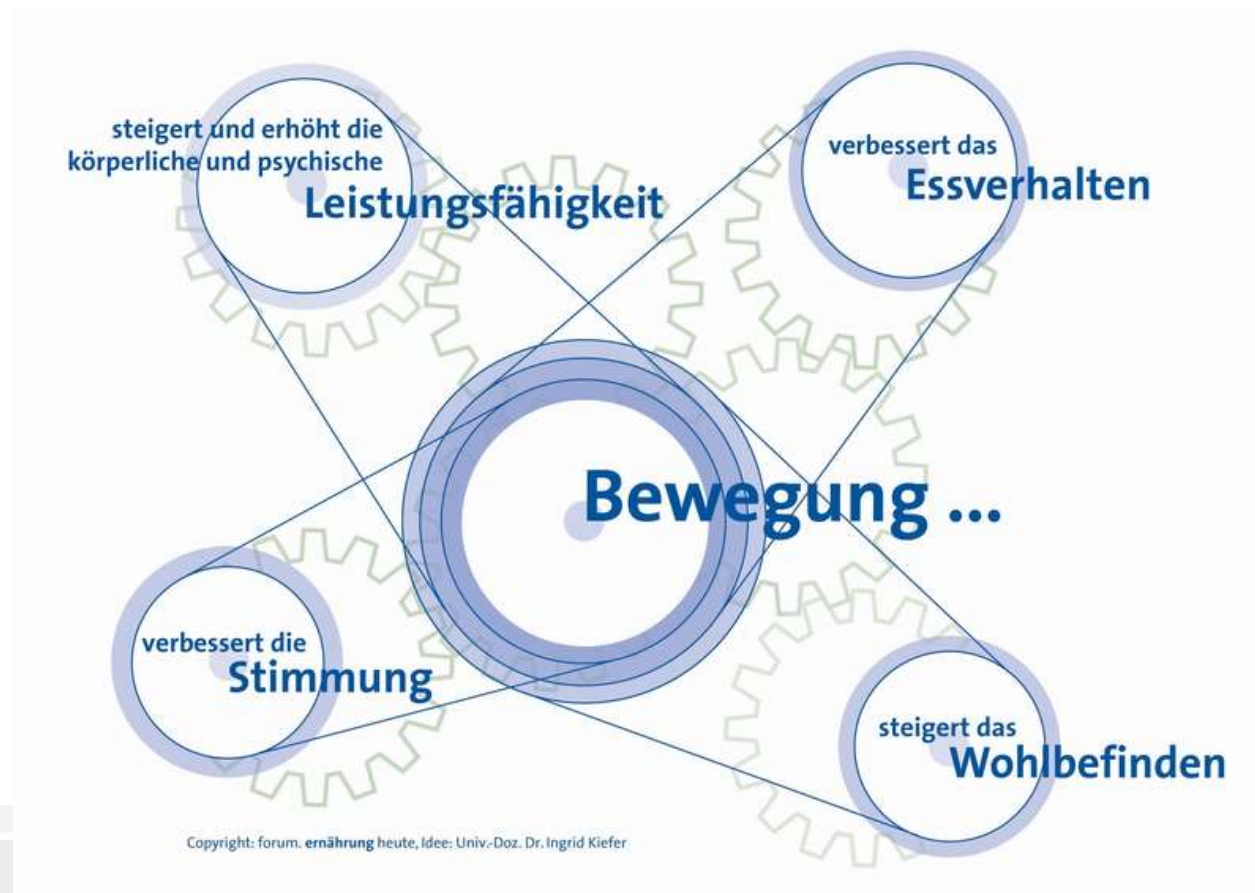 steigert und erhöht die
körperliche und psychische
Leistungsfähigkeit
verbessert das
Essverhalten
Bewegung ...
verbessert die
Stimmung
steigert das
Wohlbefinden
Copyright: forum. ernährung heute, Idee: Univ.-Doz. Dr. Ingrid Kiefer